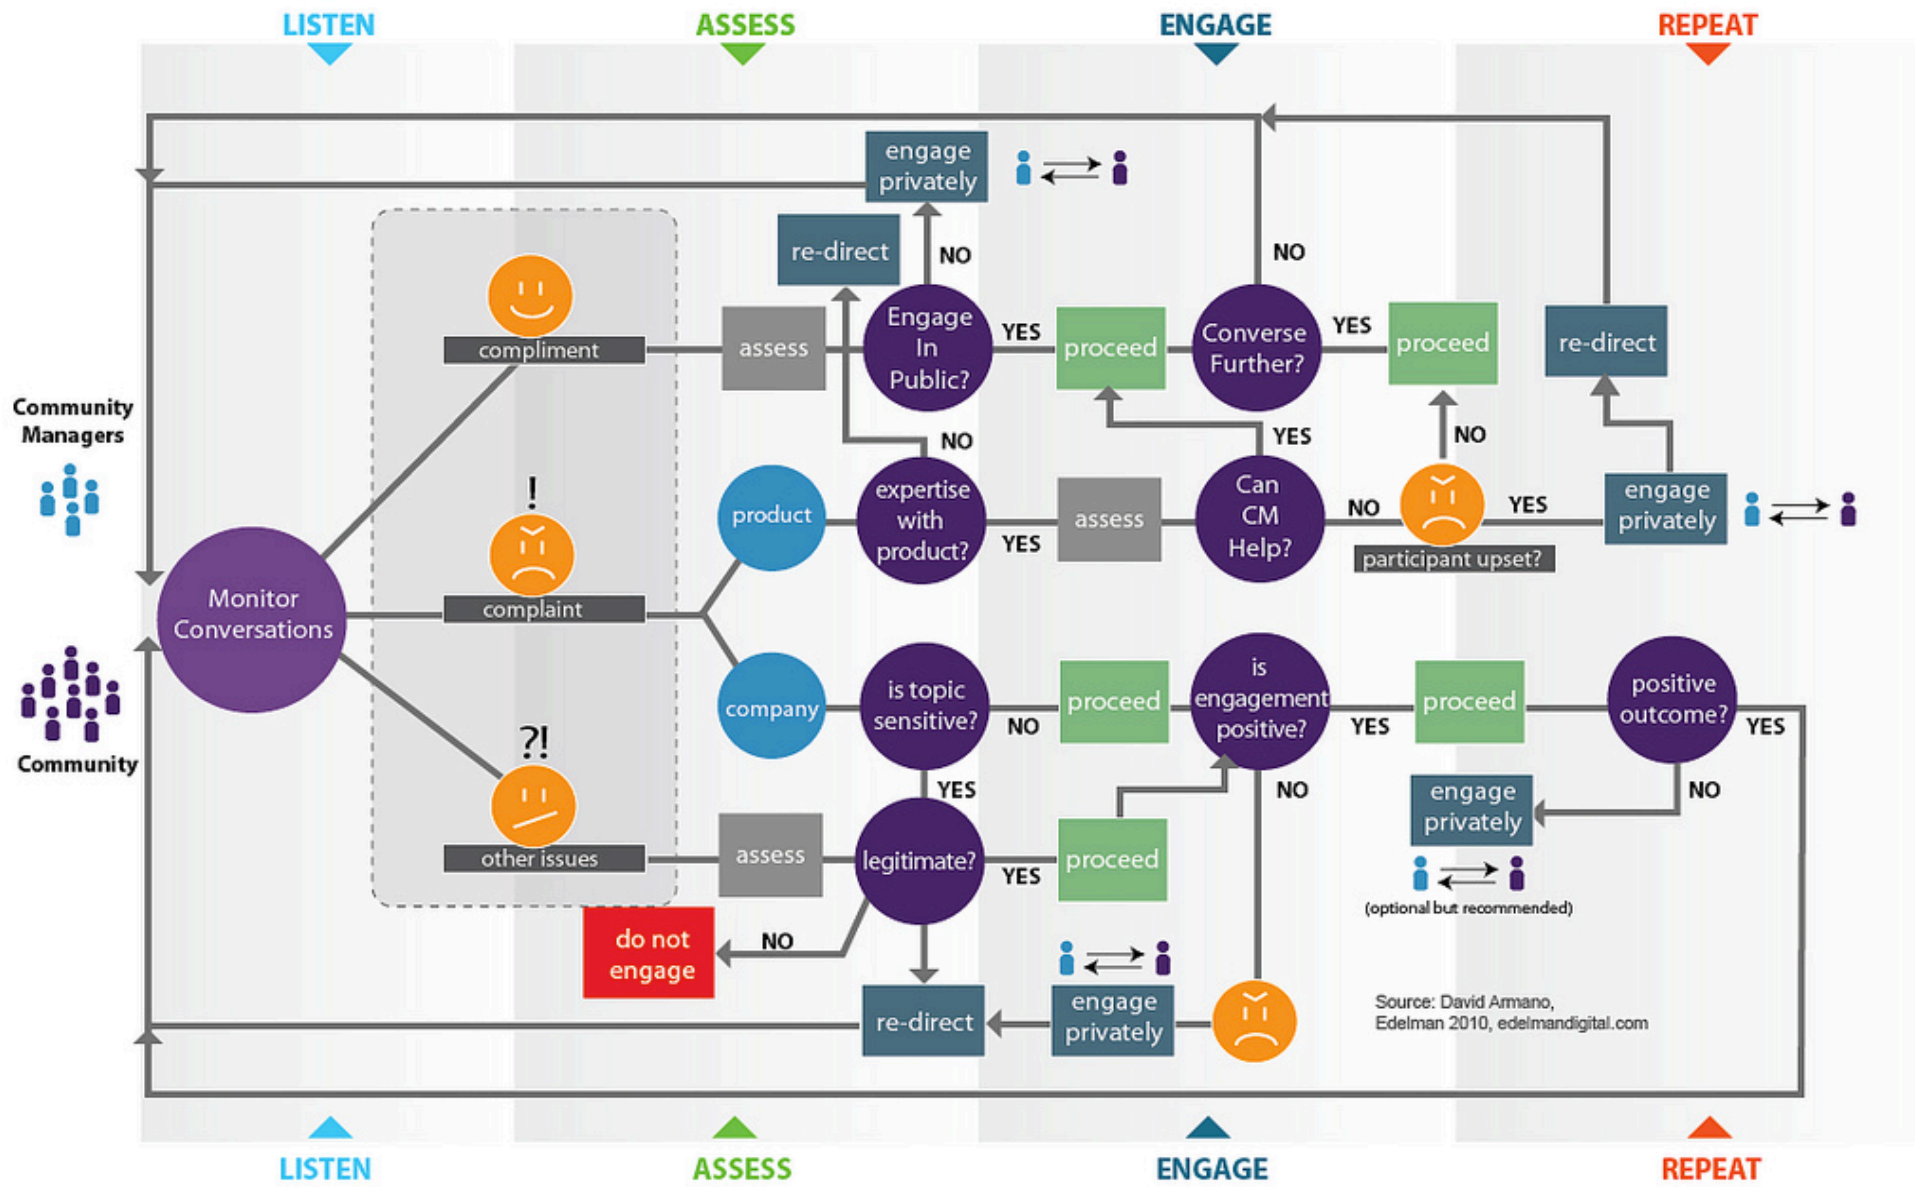 LISTEN
ASSESS
ENGAGE
REPEAT
engage
privately
re-direct
NO
NO
compliment
assess
Engage
In
Public?
YES
proceed
Converse
Further?
YES
proceed
re-direct
Community
Managers
NO
YES
NO
!
product
expertise
with
product?
YES
assess
Can
CM
Help?
NO
YES
participant upset?
engage
privately
Monitor
Conversations
complaint
company
is topic
sensitive?
NO
proceed
is
engagement
positive?
YES
proceed
positive
outcome?
YES
Community
?!
YES
NO
engage
privately
NO
(optional but recommended)
other issues
assess
legitimate?
YES
proceed
do not
engage
NO
re-direct
engage
privately
Source: David Armano,
Edelman 2010, edelmandigital.com
LISTEN
ASSESS
ENGAGE
REPEAT